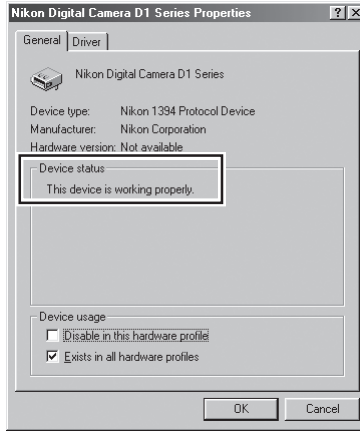 Nikon Digital Camera D1 Series Properties
General Driver
Nikon Digital Camera D1 Series
Device type: Nikon 1394 Protocol Device
Manufacturer: Nikon Corporation
Hardware version: Not available
Device status
This device is working properly.
Device usage
Disable in this hardware profile
Exists in all hardware profiles
OK Cancel